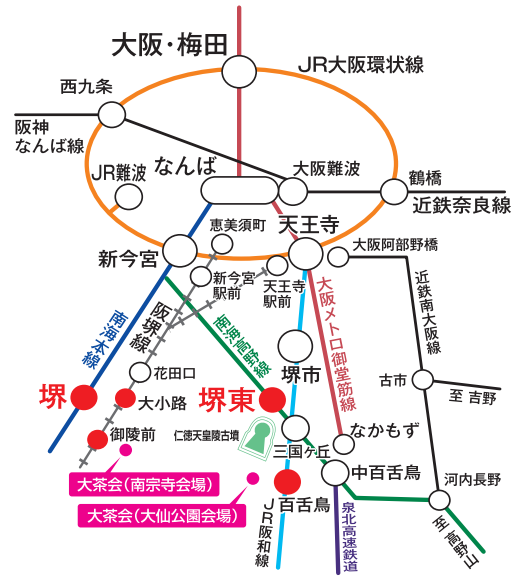 大阪・梅田
JR大阪環状線
西九条
阪神
なんば線
なんば
大阪難波
鶴橋
近鉄奈良線
JR難波
恵美須町
天王寺
新今宮
大阪阿部野橋
新今宮
駅前
天王寺
駅前
南海本線
阪堺線
南海高野線
大阪メトロ御堂筋線
近鉄南大阪線
堺市
花田口
古市
至 吉野
堺
大小路
堺東
御陵前
仁徳天皇陵古墳
なかもず
三国ヶ丘
中百舌鳥
河内長野
大茶会(南宗寺会場)
大茶会(大仙公園会場)
百舌鳥
JR阪和線
泉北高速鉄道
至 高野山